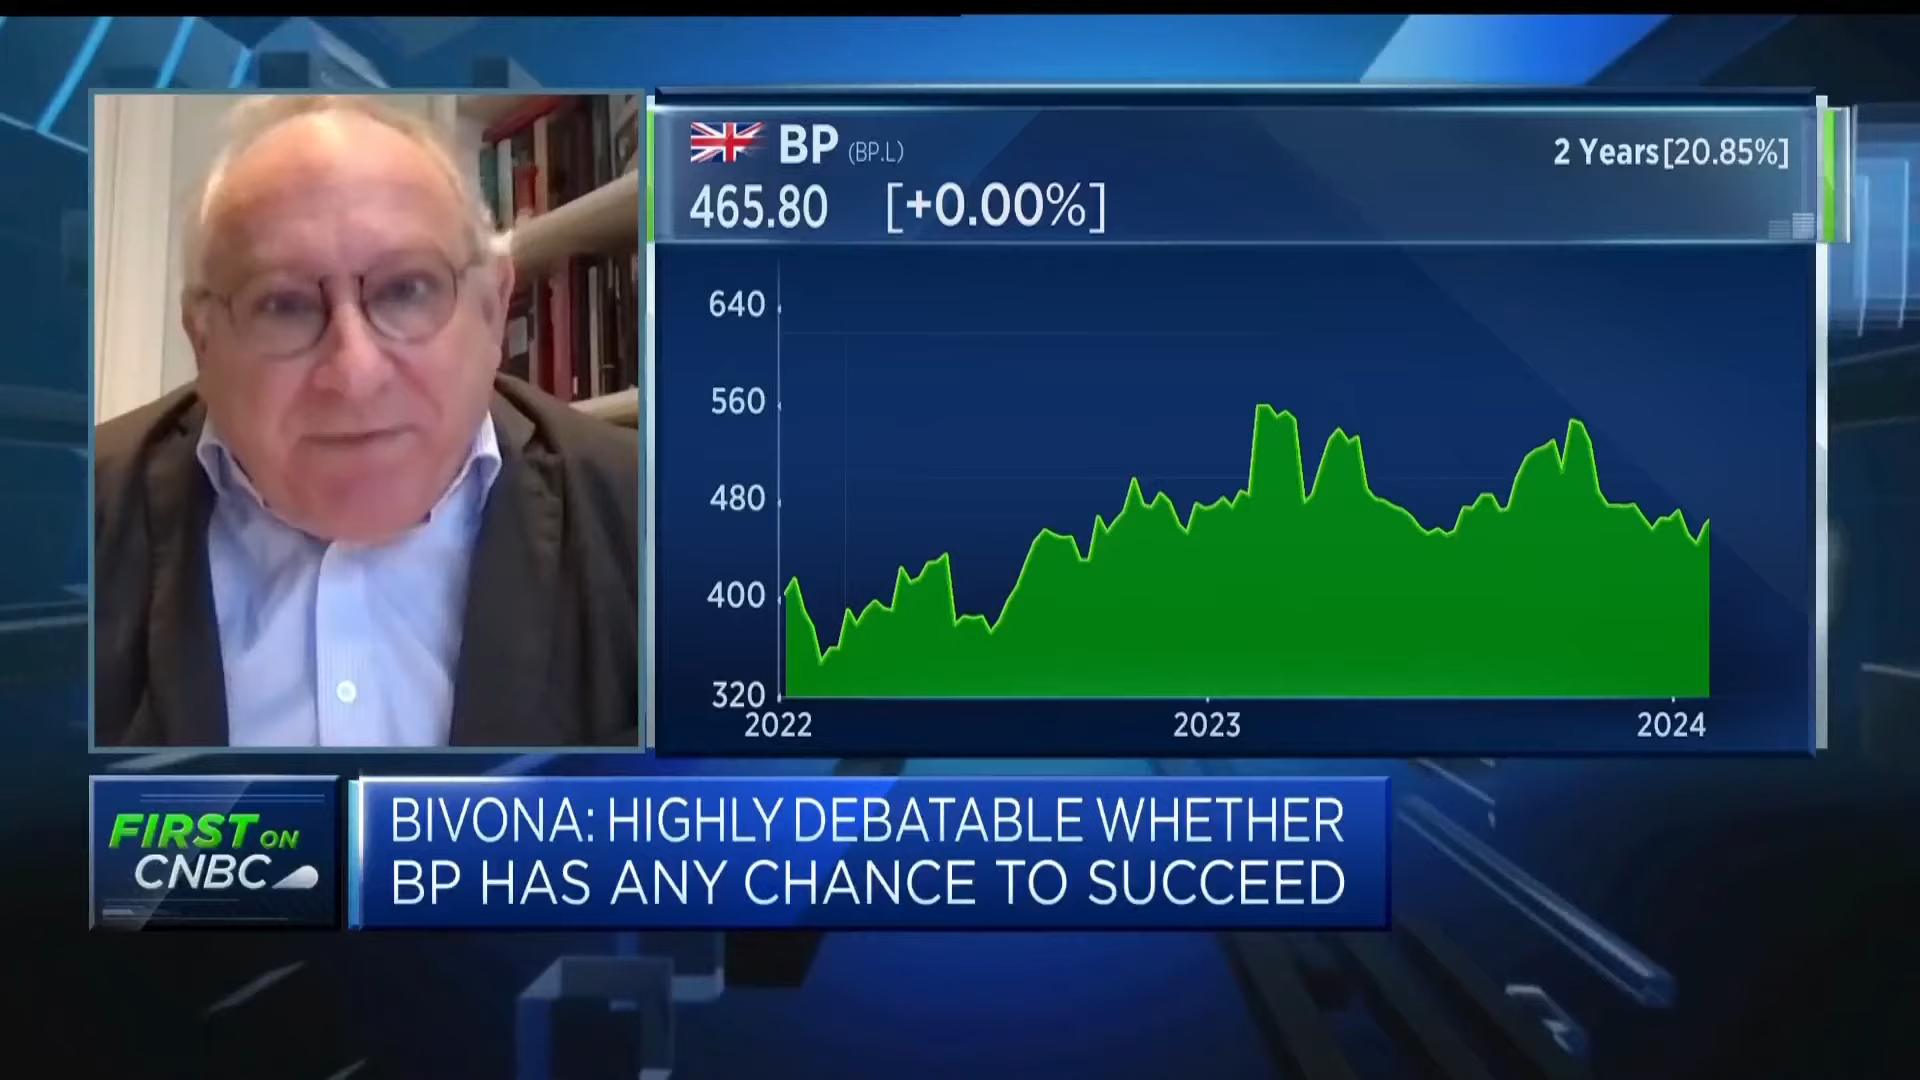 BP (BP.L)
2 Years[20.85%]
465.80 [+0.00%]
640
560
480
400
320
2022 2023 2024
FIRST ON
CNBC
BIVONA: HIGHLY DEBATABLE WHETHER
BP HAS ANY CHANCE TO SUCCEED